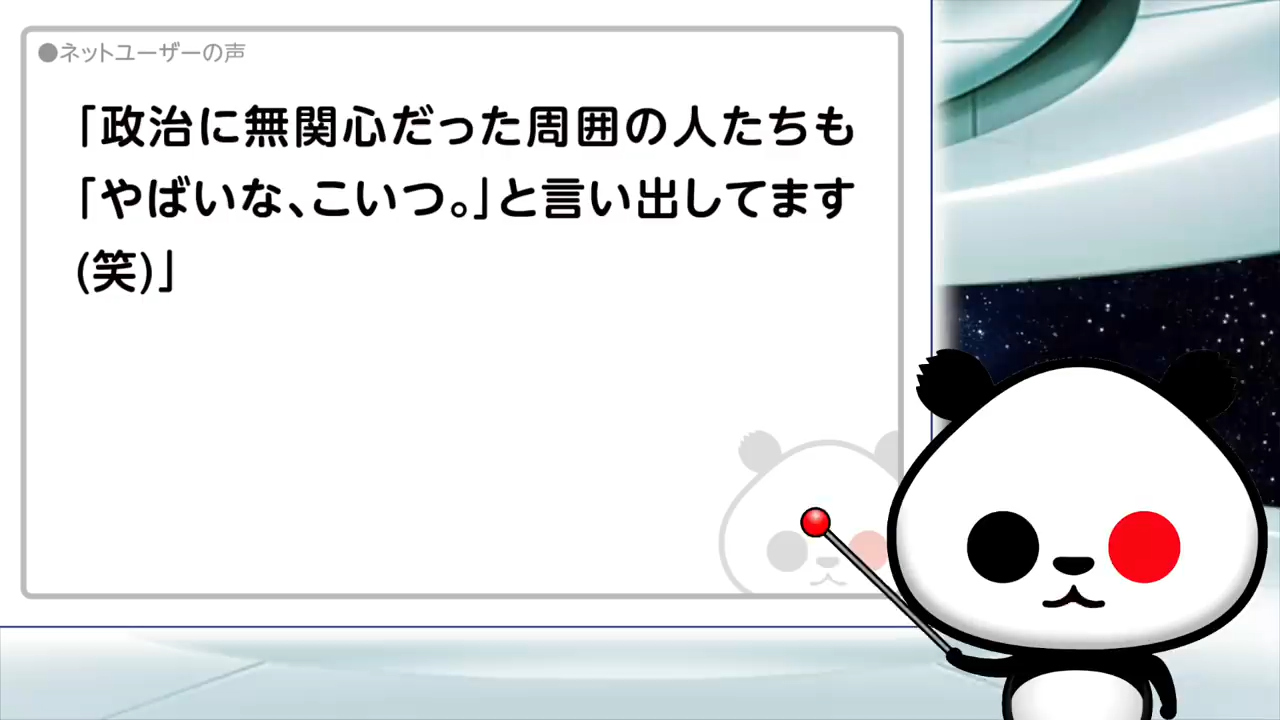 ●ネットユーザーの声
「政治に無関心だった周囲の人たちも
「やばいな、こいつ。」と言い出してます
(笑)」